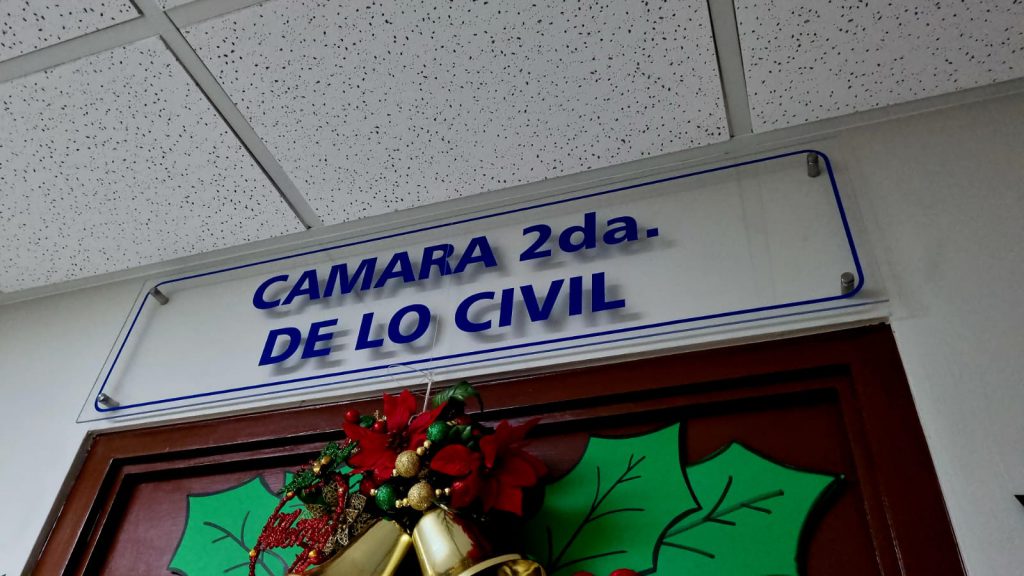 CAMARA 2da.
DE LO CIVIL